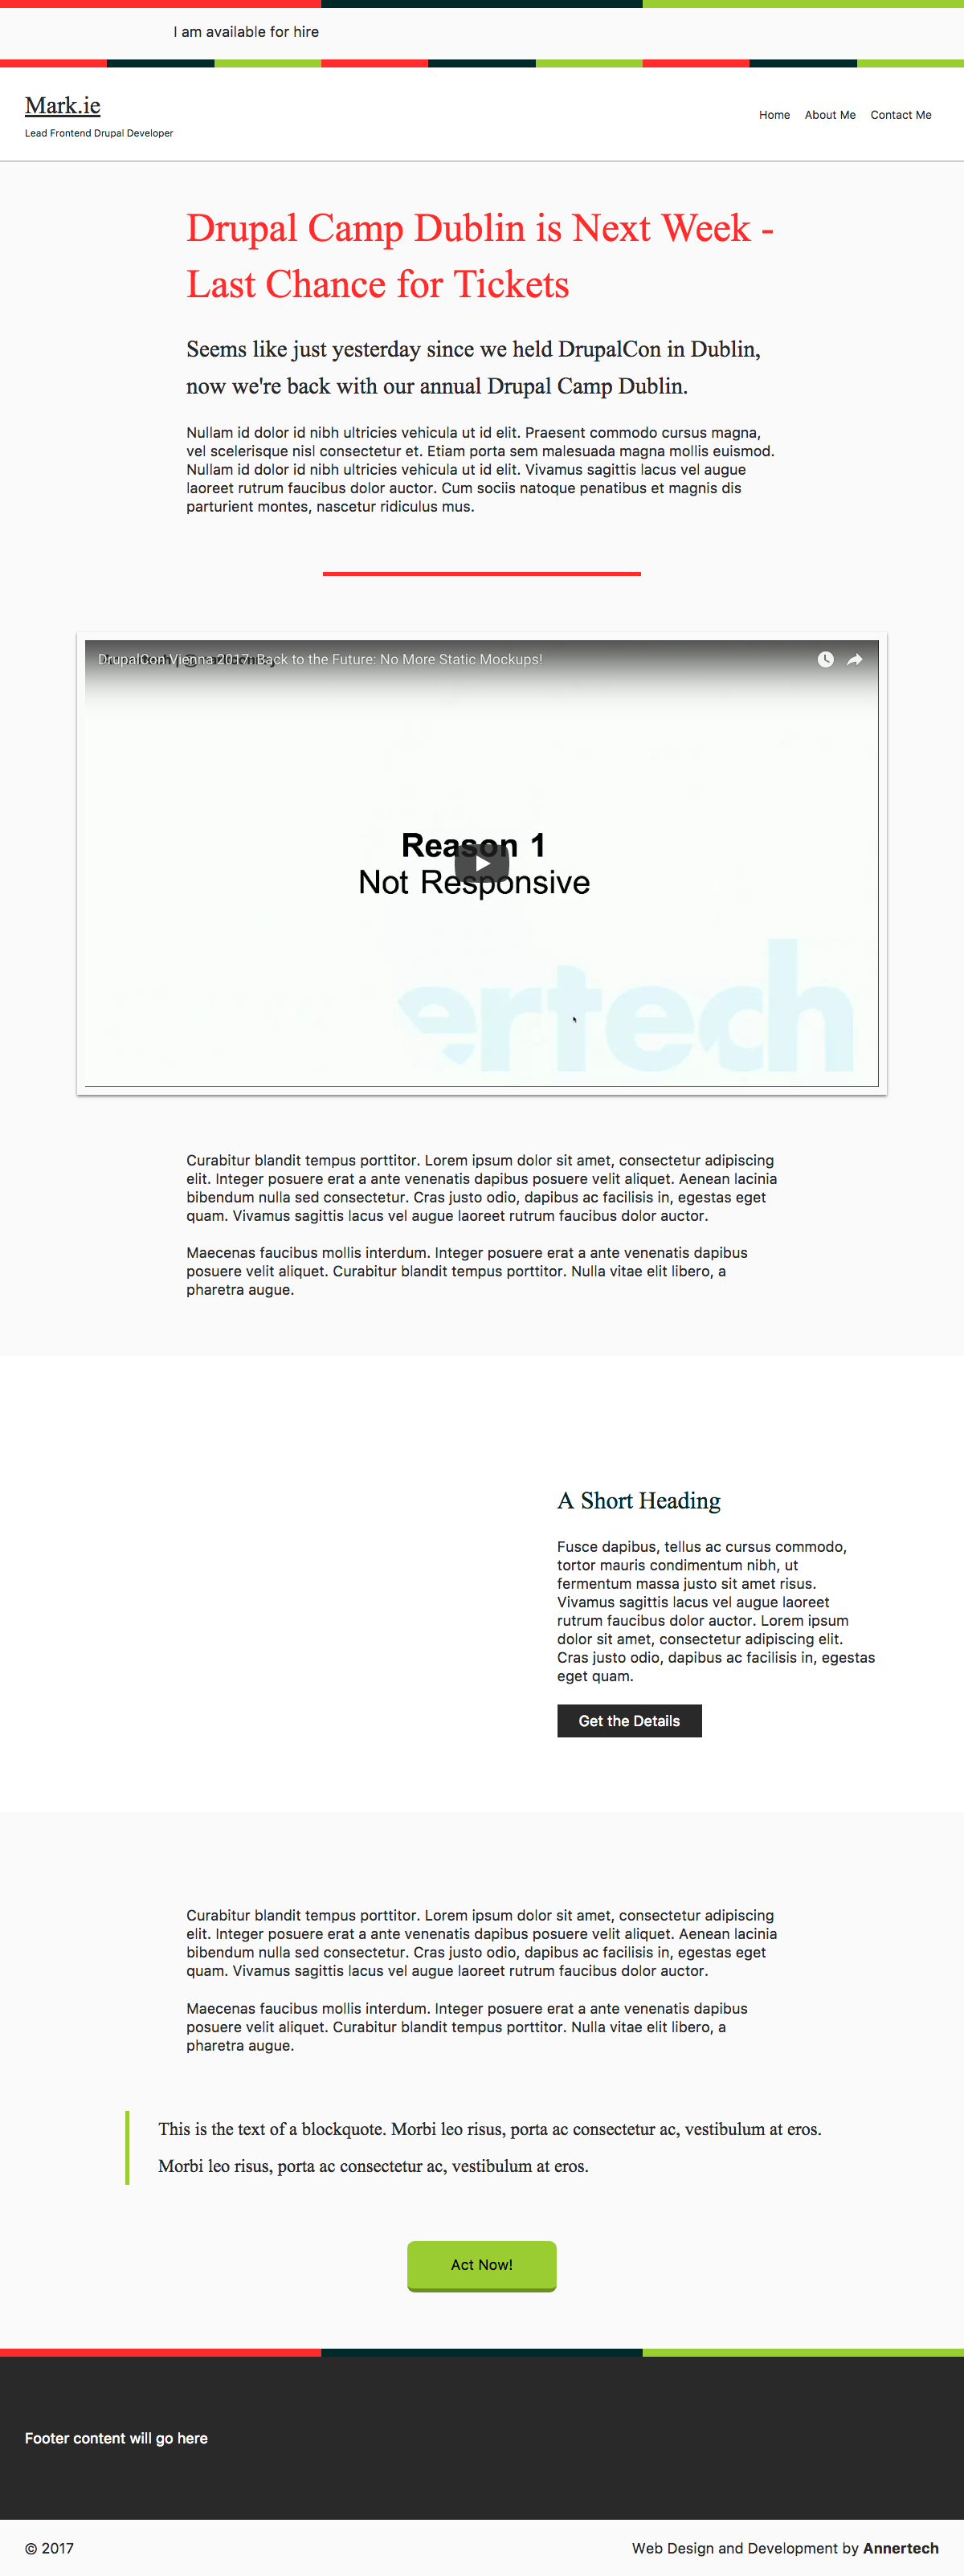 I am available for hire
Mark.ie
Lead Frontend Drupal Developer
Home About Me Contact Me
Drupal Camp Dublin is Next Week -
Last Chance for Tickets
Seems like just yesterday since we held DrupalCon in Dublin,
now we're back with our annual Drupal Camp Dublin.
Nullam id dolor id nibh ultricies vehicula ut id elit. Praesent commodo cursus magna,
vel scelerisque nisl consectetur et. Etiam porta sem malesuada magna mollis euismod.
Nullam id dolor id nibh ultricies vehicula ut id elit. Vivamus sagittis lacus vel augue
laoreet rutrum faucibus dolor auctor. Cum sociis natoque penatibus et magnis dis
parturient montes, nascetur ridiculus mus.
DrupalCon Vienna 2017: Back to the Future: No More Static Mockups!
Reason 1
Not Responsive
ertech
Curabitur blandit tempus porttitor. Lorem ipsum dolor sit amet, consectetur adipiscing
elit. Integer posuere erat a ante venenatis dapibus posuere velit aliquet. Aenean lacinia
bibendum nulla sed consectetur. Cras justo odio, dapibus ac facilisis in, egestas eget
quam. Vivamus sagittis lacus vel augue laoreet rutrum faucibus dolor auctor.
Maecenas faucibus mollis interdum. Integer posuere erat a ante venenatis dapibus
posuere velit aliquet. Curabitur blandit tempus porttitor. Nulla vitae elit libero, a
pharetra augue.
A Short Heading
Fusce dapibus, tellus ac cursus commodo,
tortor mauris condimentum nibh, ut
fermentum massa justo sit amet risus.
Vivamus sagittis lacus vel augue laoreet
rutrum faucibus dolor auctor. Lorem ipsum
dolor sit amet, consectetur adipiscing elit.
Cras justo odio, dapibus ac facilisis in, egestas
eget quam.
Get the Details
Curabitur blandit tempus porttitor. Lorem ipsum dolor sit amet, consectetur adipiscing
elit. Integer posuere erat a ante venenatis dapibus posuere velit aliquet. Aenean lacinia
bibendum nulla sed consectetur. Cras justo odio, dapibus ac facilisis in, egestas eget
quam. Vivamus sagittis lacus vel augue laoreet rutrum faucibus dolor auctor.
Maecenas faucibus mollis interdum. Integer posuere erat a ante venenatis dapibus
posuere velit aliquet. Curabitur blandit tempus porttitor. Nulla vitae elit libero, a
pharetra augue.
This is the text of a blockquote. Morbi leo risus, porta ac consectetur ac, vestibulum at eros.
Morbi leo risus, porta ac consectetur ac, vestibulum at eros.
Act Now!
Footer content will go here
© 2017
Web Design and Development by Annertech